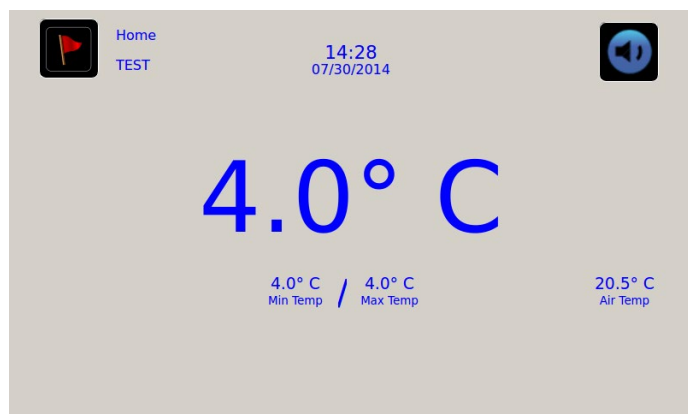 Home
TEST
14:28
07/30/2014
4.0° C
4.0° C / 4.0° C
Min Temp Max Temp
20.5° C
Air Temp